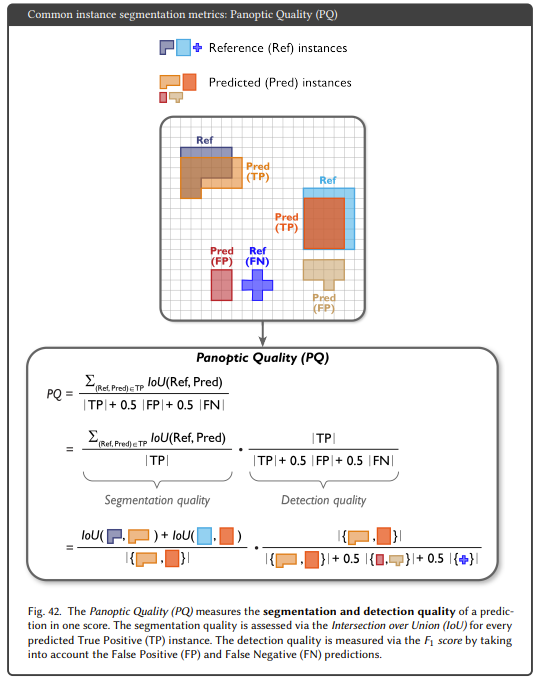 Common instance segmentation metrics: Panoptic Quality (PQ)
Reference (Ref) instances
Predicted (Pred) instances
Ref
Pred
(TP)
Ref
Pred
(TP)
Pred
(FP)
Ref
(FN)
Pred
(FP)
Panoptic Quality (PQ)
PQ = Σ(Ref, Pred)∈TP IoU(Ref, Pred)
|TP| + 0.5 |FP| + 0.5 |FN|
= Σ(Ref, Pred)∈TP IoU(Ref, Pred) • |TP|
|TP| |TP| + 0.5 |FP| + 0.5 |FN|
Segmentation quality Detection quality
= IoU( , ) + IoU( , ) • |{ , }|
|{ , }| |{ , }| + 0.5 |{ , }| + 0.5 |{ }|
Fig. 42. The Panoptic Quality (PQ) measures the segmentation and detection quality of a predic-
tion in one score. The segmentation quality is assessed via the Intersection over Union (IoU) for every
predicted True Positive (TP) instance. The detection quality is measured via the F1 score by taking
into account the False Positive (FP) and False Negative (FN) predictions.